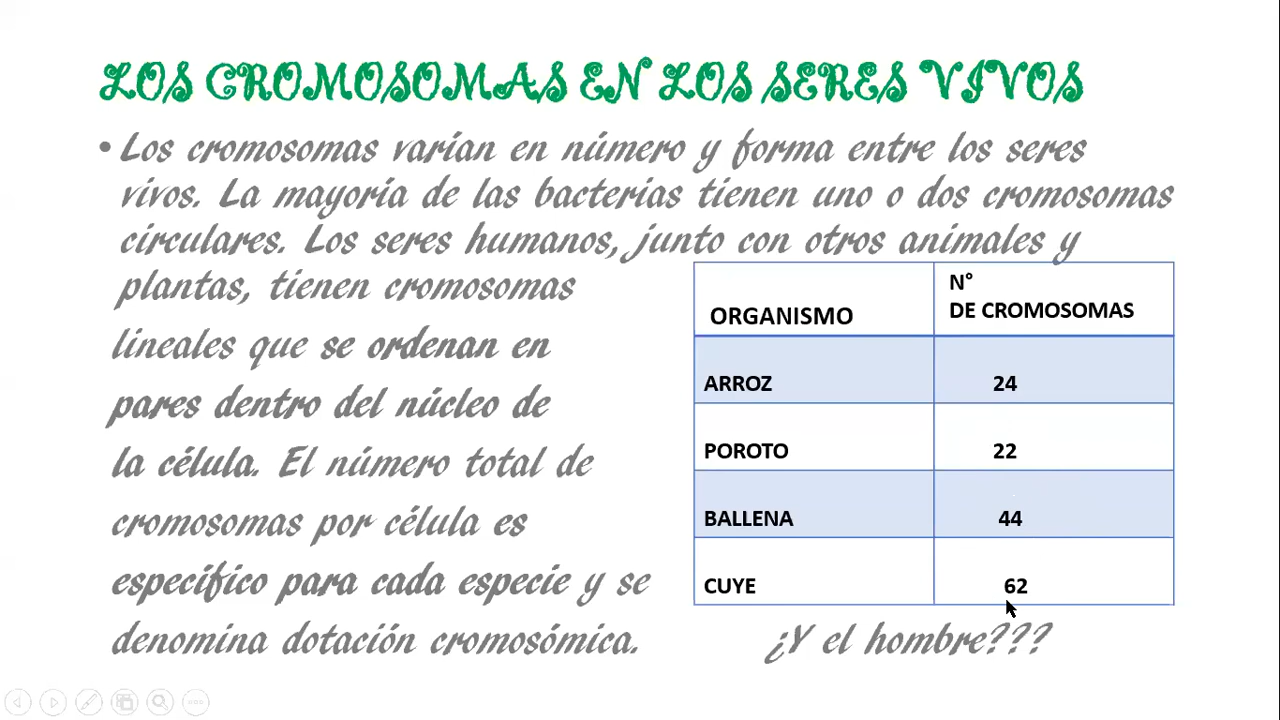 LOS CROMOSOMAS EN LOS SERES VIVOS
• Los cromosomas varían en número y forma entre los seres
vivos. La mayoría de las bacterias tienen uno o dos cromosomas
circulares. Los seres humanos, junto con otros animales y
plantas, tienen cromosomas
lineales que se ordenan en
pares dentro del núcleo de
la célula. El número total de
cromosomas por célula es
específico para cada especie y se
denomina dotación cromosómica.
ORGANISMO
N°
DE CROMOSOMAS
ARROZ 24
POROTO 22
BALLENA 44
CUYE 62
¿Y el hombre???